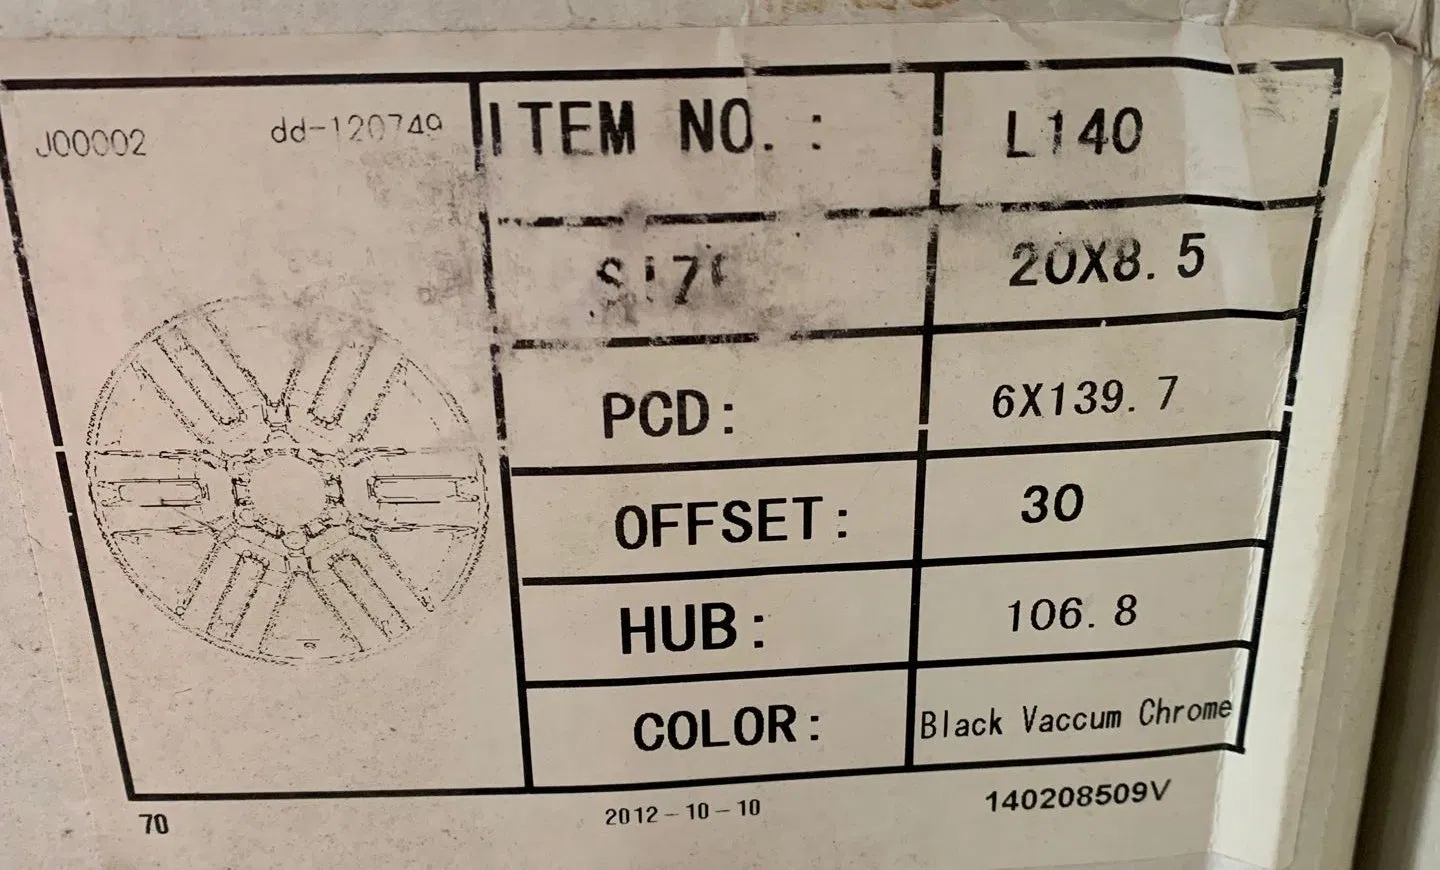 J00002 dd-120749
ITEM NO.: L140
SIZE 20X8.5
PCD: 6X139.7
OFFSET: 30
HUB: 106.8
COLOR: Black Vaccum Chrome
70 2012-10-10 140208509V